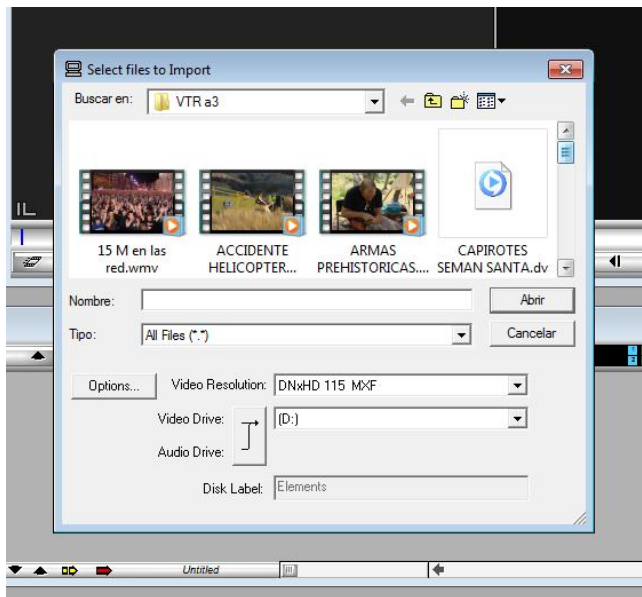 Select files to Import
Buscar en: VTR a3
15 M en las red.wmv
ACCIDENTE HELICOPTER...
ARMAS PREHISTORICAS....
CAPIROTES SEMAN SANTA.dv
Nombre: Abrir
Tipo: All Files (*.*) Cancelar
Options... Video Resolution: DNxHD 115 MXF
Video Drive: (D:)
Audio Drive:
Disk Label: Elements
Untitled